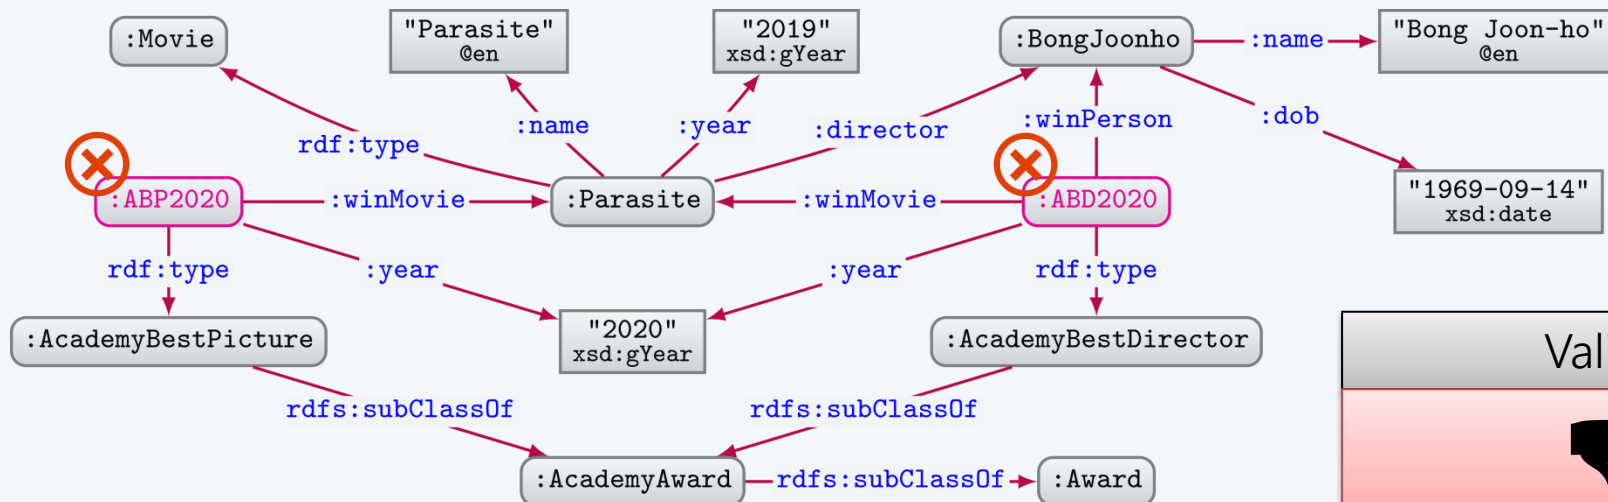 :Movie
"Parasite"
@en
"2019"
xsd:gYear
:BongJoonho
:name
"Bong Joon-ho"
@en
rdf:type
:name
:year
:director
:winPerson
:dob
:ABP2020
:winMovie
:Parasite
:winMovie
:ABD2020
"1969-09-14"
xsd:date
rdf:type
:year
:year
rdf:type
:AcademyBestPicture
"2020"
xsd:gYear
:AcademyBestDirector
Val
rdfs:subClassOf
rdfs:subClassOf
:AcademyAward
rdfs:subClassOf
:Award